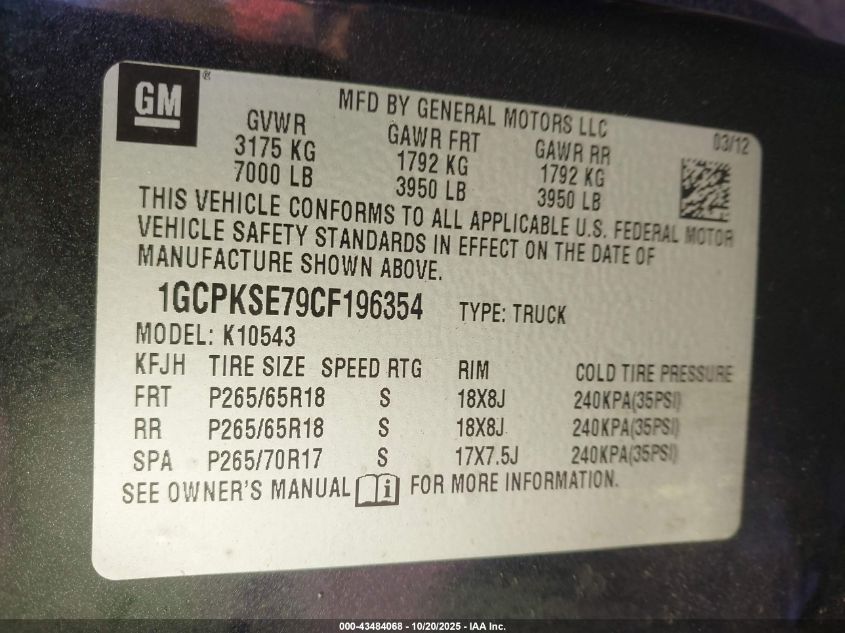 GM ®
MFD BY GENERAL MOTORS LLC
03/12
GVWR GAWR FRT GAWR RR
3175 KG 1792 KG 1792 KG
7000 LB 3950 LB 3950 LB
THIS VEHICLE CONFORMS TO ALL APPLICABLE U.S. FEDERAL MOTOR
VEHICLE SAFETY STANDARDS IN EFFECT ON THE DATE OF
MANUFACTURE SHOWN ABOVE.
1GCPKSE79CF196354 TYPE: TRUCK
MODEL: K10543
KFJH TIRE SIZE SPEED RTG RIM COLD TIRE PRESSURE
FRT P265/65R18 S 18X8J 240KPA(35PSI)
RR P265/65R18 S 18X8J 240KPA(35PSI)
SPA P265/70R17 S 17X7.5J 240KPA(35PSI)
SEE OWNER'S MANUAL i FOR MORE INFORMATION.
000-43484068 - 10/20/2025 - IAA Inc.